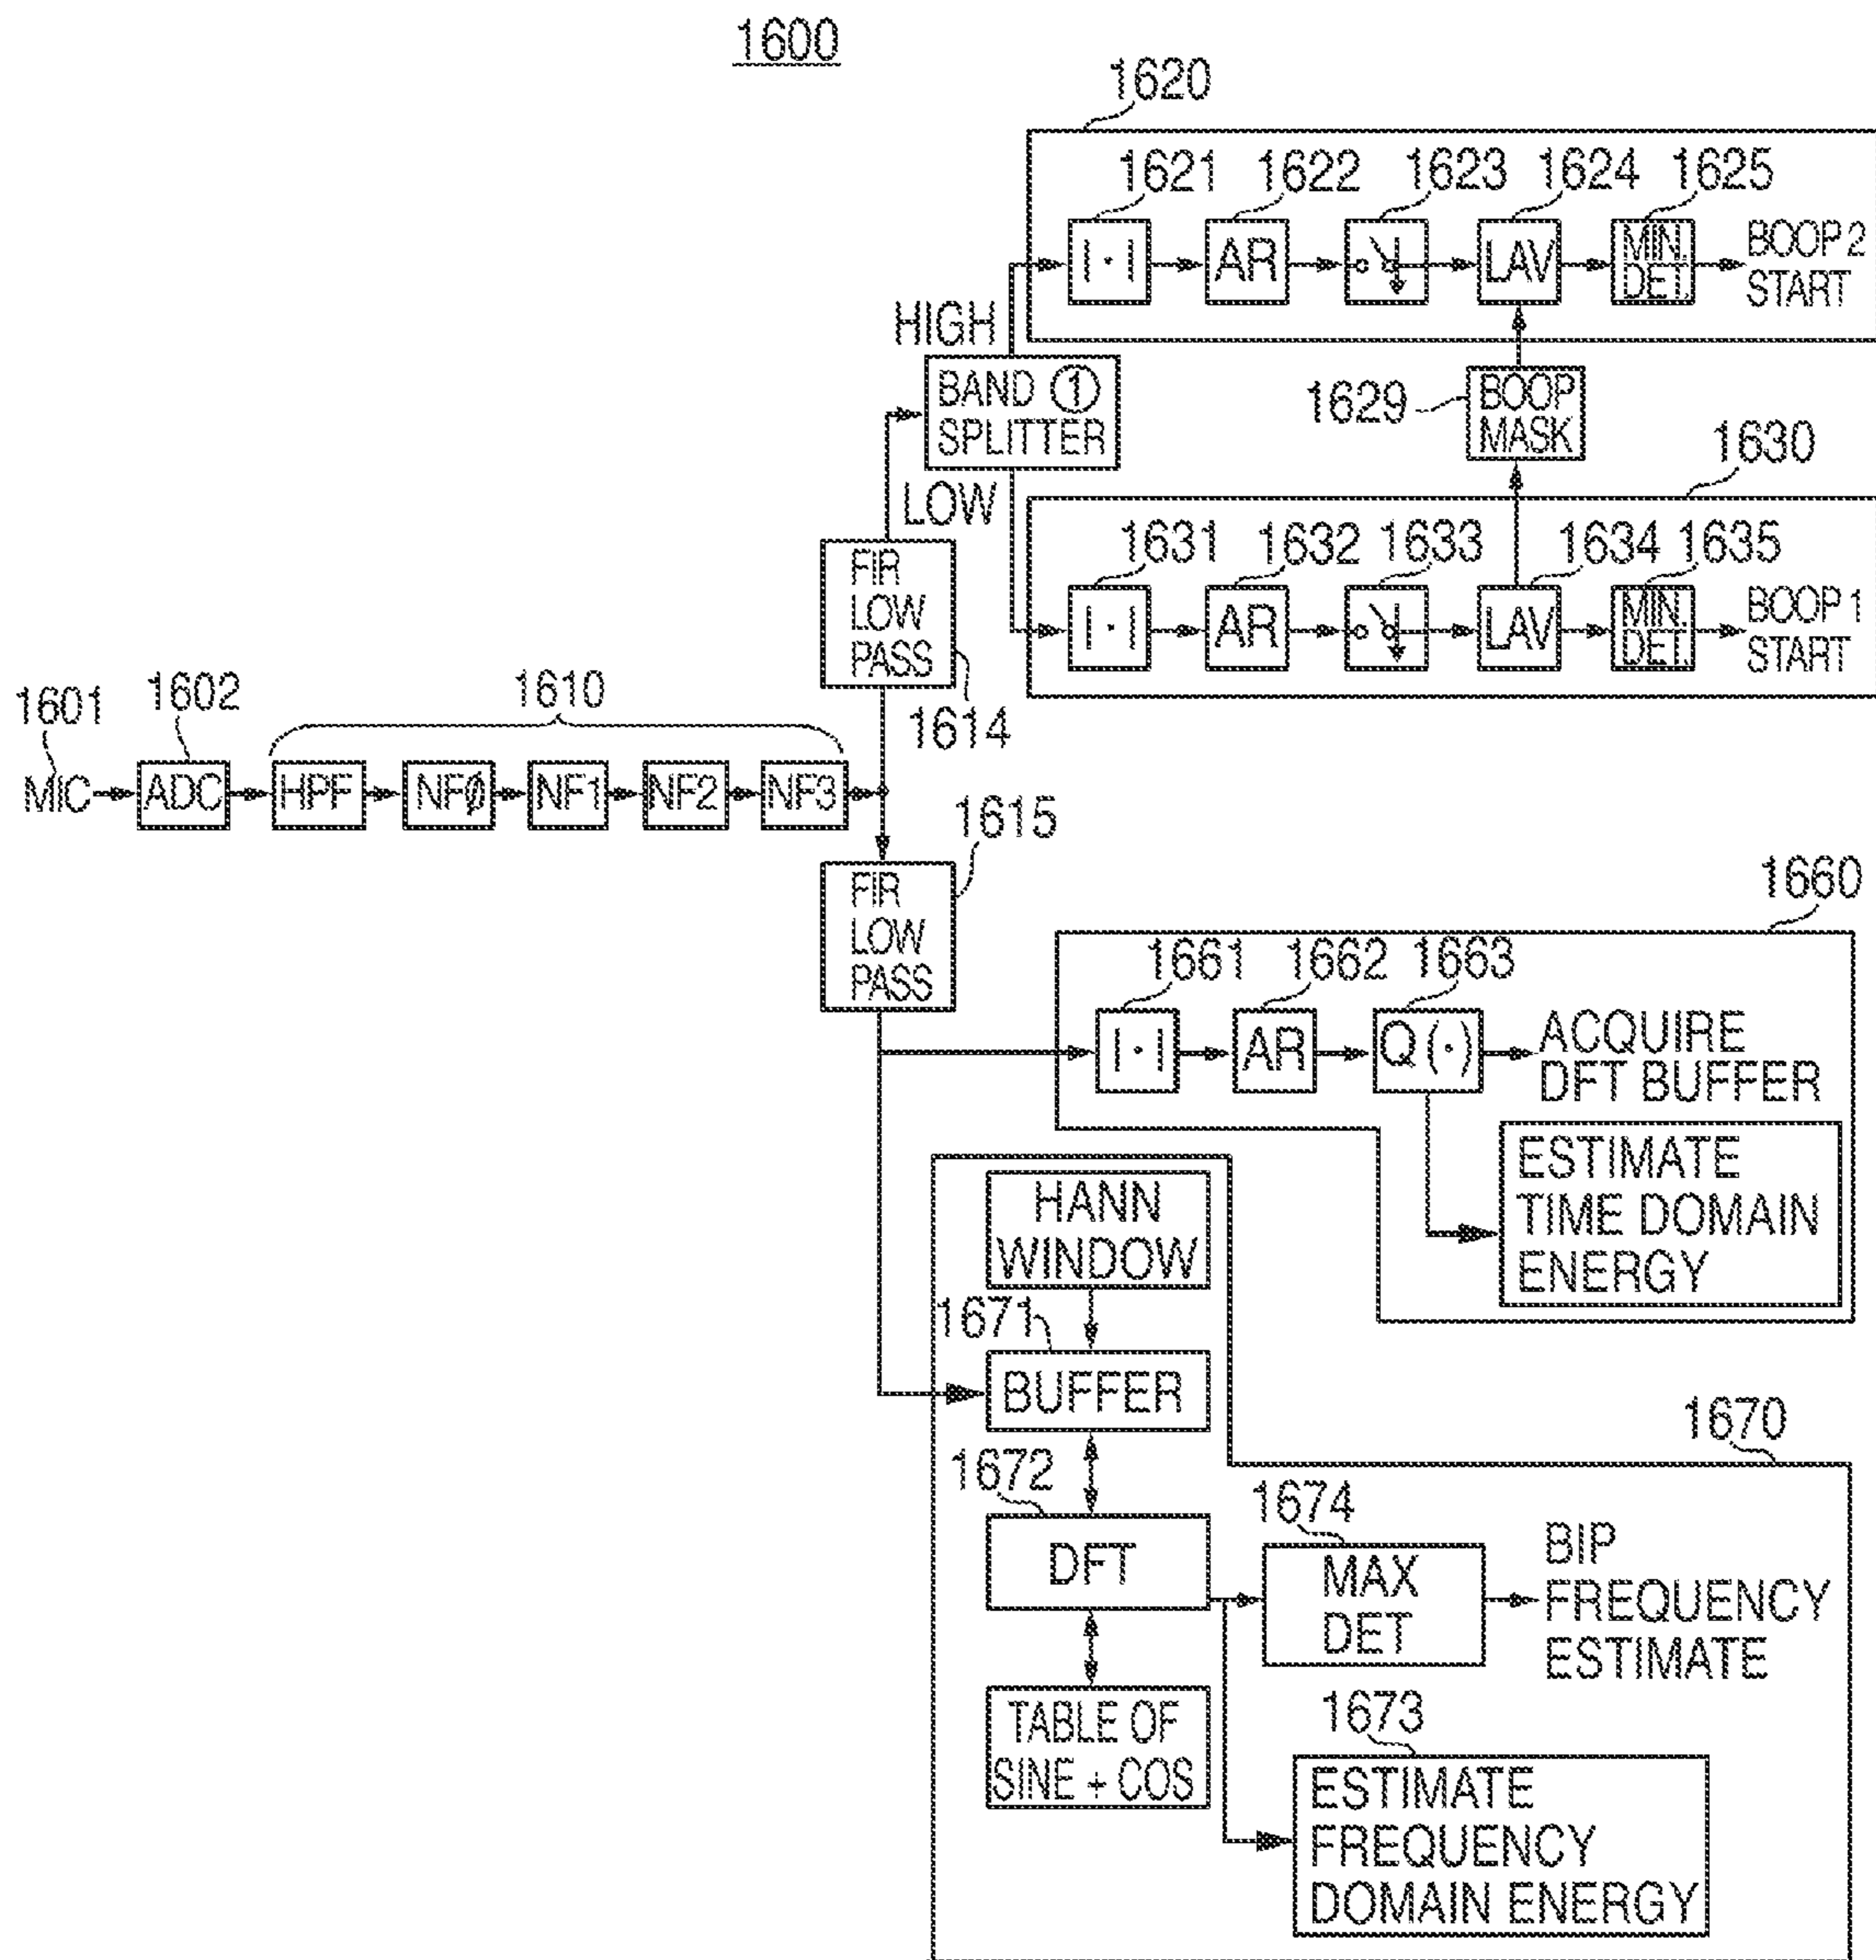 1600
1620
1621 1622 1623 1624 1625
|·| AR LAV MIN. DET. BOOP 2 START
HIGH
BAND ① SPLITTER
LOW
1629 BOOP MASK
1630
1631 1632 1633 1634 1635
|·| AR LAV MIN. DET. BOOP 1 START
FIR
LOW
PASS
1614
1601 1602 1610
MIC ADC HPF NFØ NF1 NF2 NF3
1615
FIR
LOW
PASS
1660
1661 1662 1663
|·| AR Q(·) ACQUIRE
DFT BUFFER
ESTIMATE
TIME DOMAIN
ENERGY
HANN
WINDOW
1671
BUFFER
1670
1672
DFT
1674
MAX
DET
BIP
FREQUENCY
ESTIMATE
TABLE OF
SINE + COS
1673
ESTIMATE
FREQUENCY
DOMAIN ENERGY